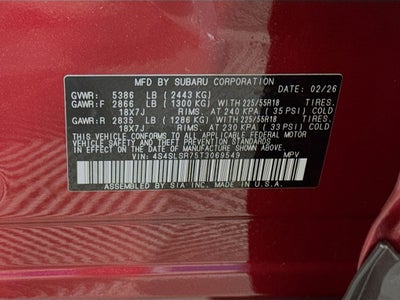 MFD BY SUBARU CORPORATION
GVWR: 5386 LB (2443 KG) DATE: 02/26
GAWR:F 2866 LB (1300 KG) WITH 225/55R18 TIRES.
18X7J RIMS. AT 240 KPA (35 PSI) COLD
GAWR:R 2835 LB (1286 KG) WITH 225/55R18 TIRES.
18X7J RIMS. AT 230 KPA (33 PSI) COLD
THIS VEHICLE CONFORMS TO ALL APPLICABLE
FEDERAL MOTOR VEHICLE SAFETY,
BUMPER, AND THEFT PREVENTION STANDARDS IN EFFECT ON
THE DATE OF MANUFACTURE SHOWN ABOVE.
VIN: 4S4SLSR75T3069549 MPV
ASSEMBLED BY SIA INC. MADE IN U.S.A.